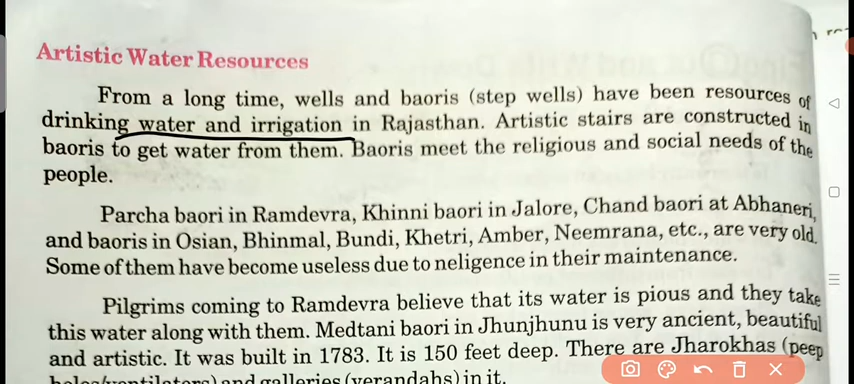 Artistic Water Resources
From a long time, wells and baoris (step wells) have been resources of
drinking water and irrigation in Rajasthan. Artistic stairs are constructed in
baoris to get water from them. Baoris meet the religious and social needs of the
people.
Parcha baori in Ramdevra, Khinni baori in Jalore, Chand baori at Abhaneri,
and baoris in Osian, Bhinmal, Bundi, Khetri, Amber, Neemrana, etc., are very old.
Some of them have become useless due to neligence in their maintenance.
Pilgrims coming to Ramdevra believe that its water is pious and they take
this water along with them. Medtani baori in Jhunjhunu is very ancient, beautiful
and artistic. It was built in 1783. It is 150 feet deep. There are Jharokhas (peep
holes/ventilators) and galleries (verandahs) in it.